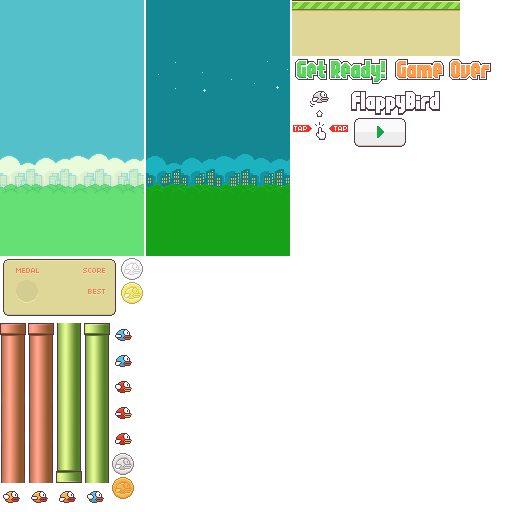 Get Ready!
Game Over
FlappyBird
TAP
TAP
MEDAL
SCORE
BEST